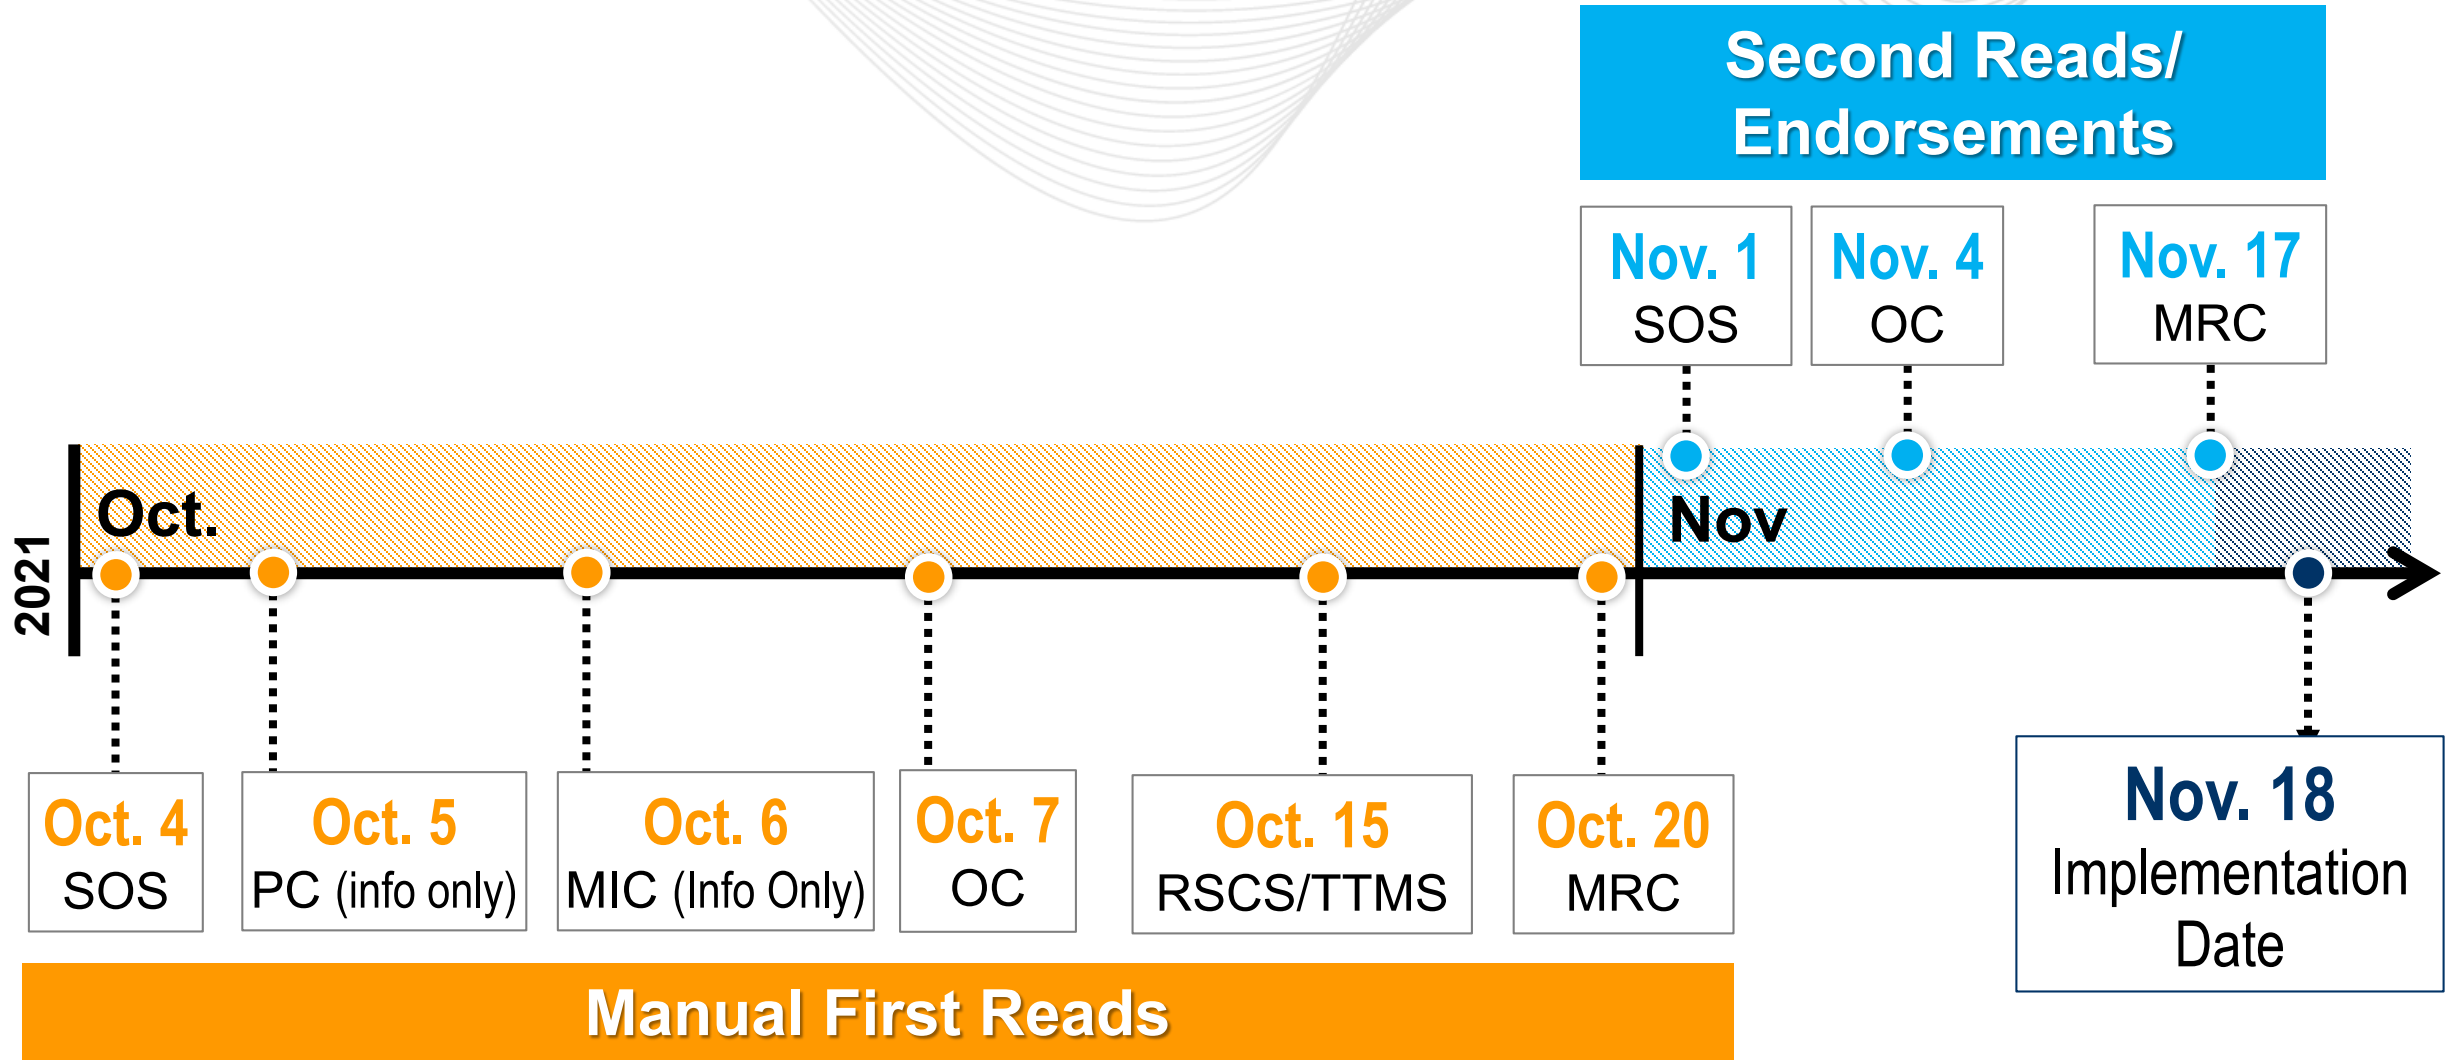 Second Reads/
Endorsements
Nov. 1
SOS
Nov. 4
OC
Nov. 17
MRC
2021
Oct.
Nov
Oct. 4
SOS
Oct. 5
PC (info only)
Oct. 6
MIC (Info Only)
Oct. 7
OC
Oct. 15
RSCS/TTMS
Oct. 20
MRC
Nov. 18
Implementation
Date
Manual First Reads